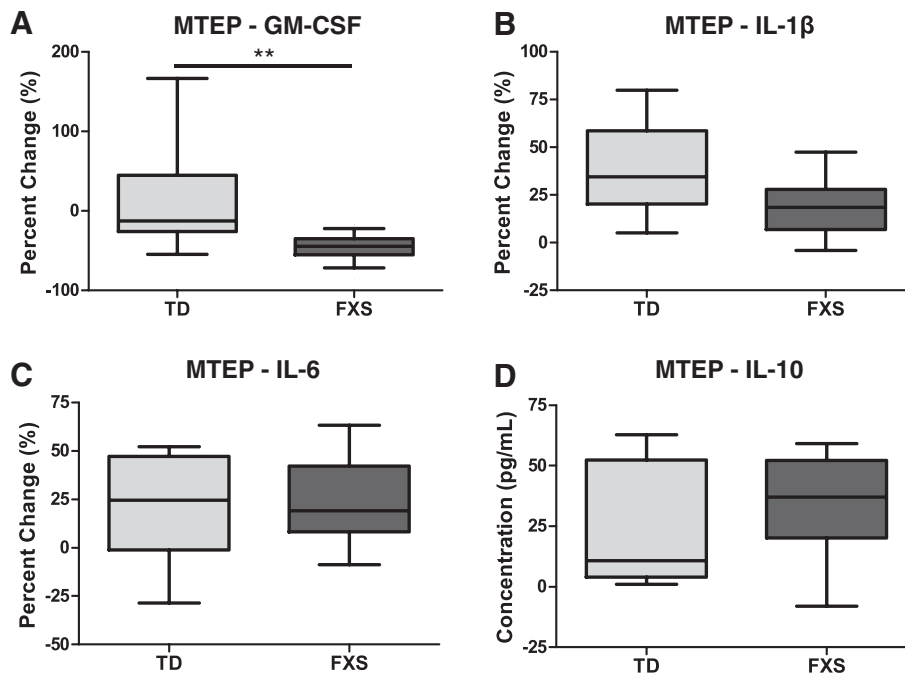 A
MTEP - GM-CSF
**
Percent Change (%)
200
100
0
-100
TD FXS
B
MTEP - IL-1β
Percent Change (%)
100
75
50
25
0
-25
TD FXS
C
MTEP - IL-6
Percent Change (%)
75
50
25
0
-25
-50
TD FXS
D
MTEP - IL-10
Concentration (pg/mL)
75
50
25
0
-25
TD FXS